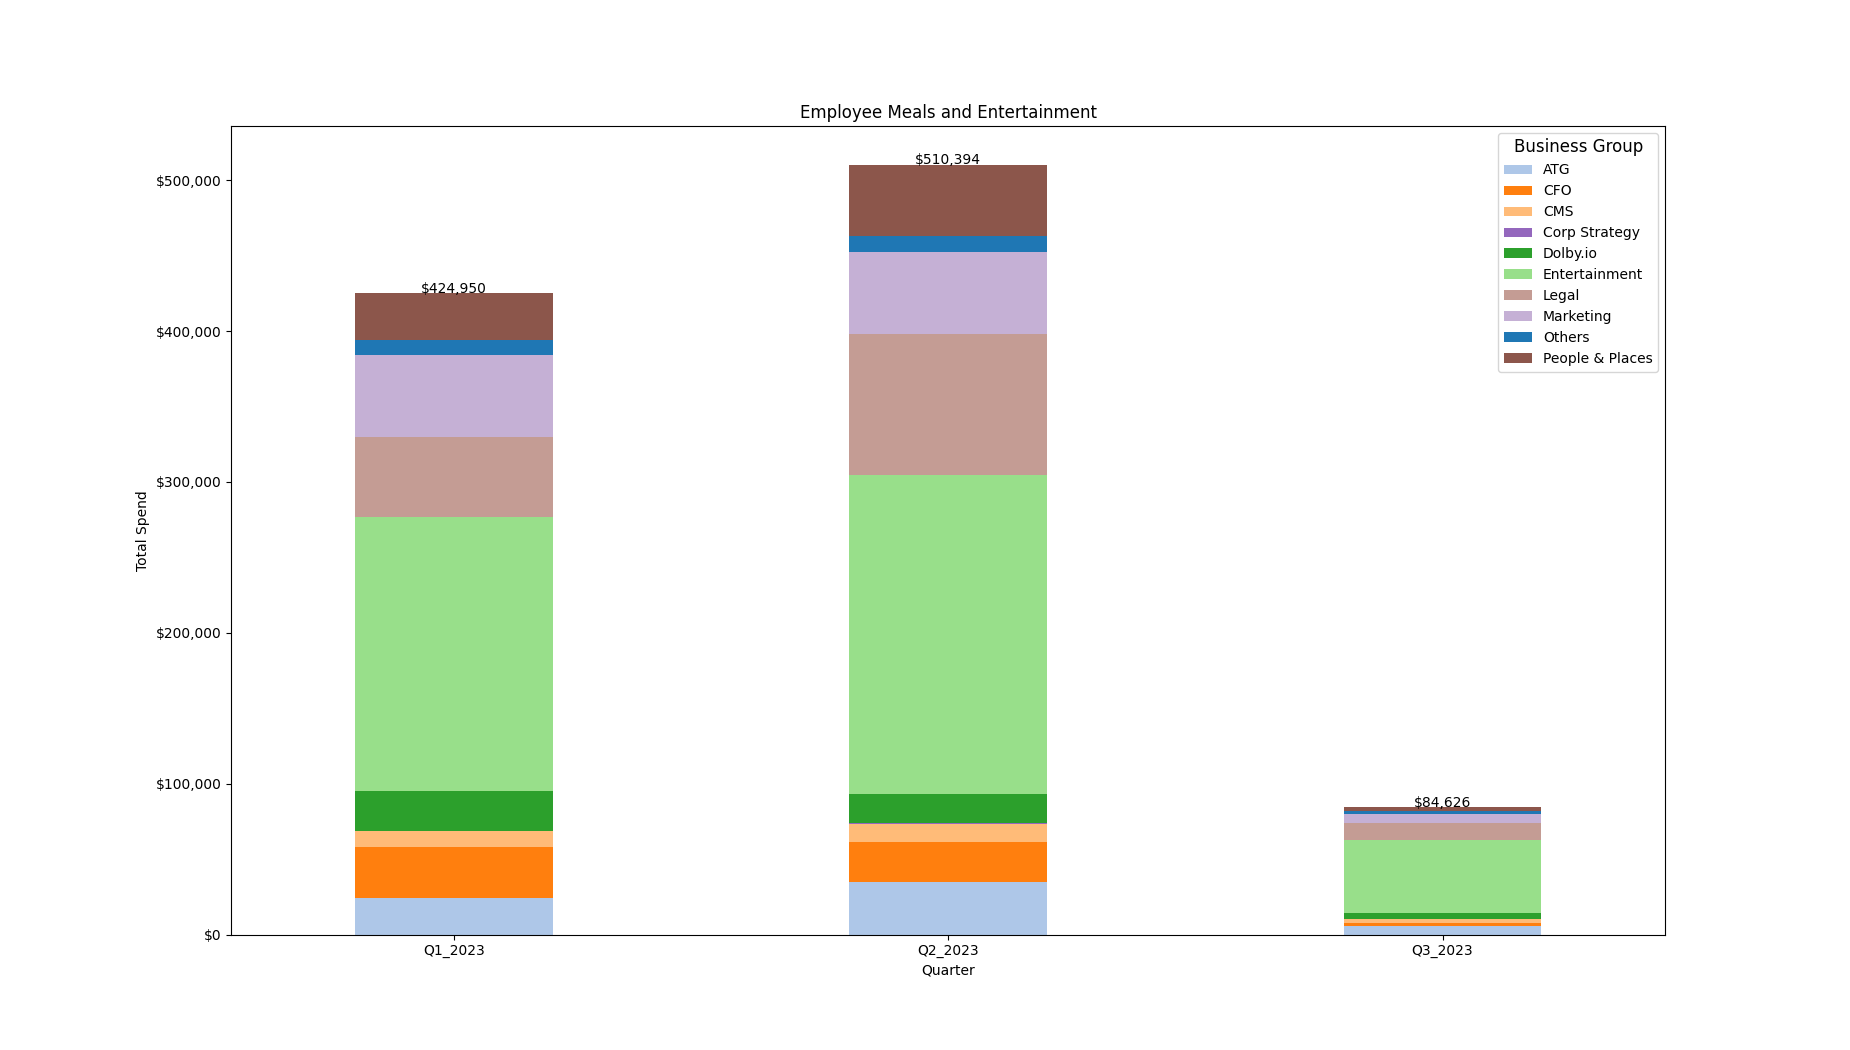 Employee Meals and Entertainment
Total Spend
$500,000
$400,000
$300,000
$200,000
$100,000
$0
$424,950
$510,394
$84,626
Q1_2023
Q2_2023
Q3_2023
Quarter
Business Group
ATG
CFO
CMS
Corp Strategy
Dolby.io
Entertainment
Legal
Marketing
Others
People & Places